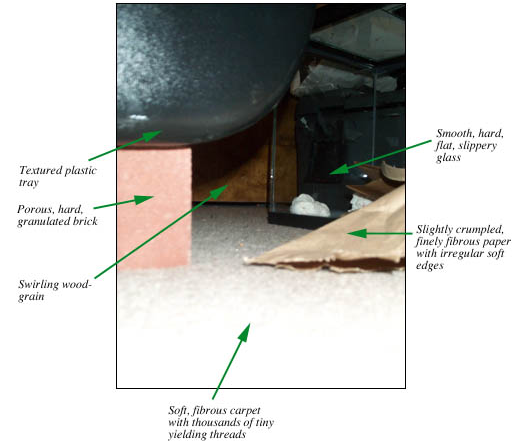 Textured plastic
tray
Porous, hard,
granulated brick
Swirling wood-
grain
Smooth, hard,
flat, slippery
glass
Slightly crumpled,
finely fibrous paper
with irregular soft
edges
Soft, fibrous carpet
with thousands of tiny
yielding threads